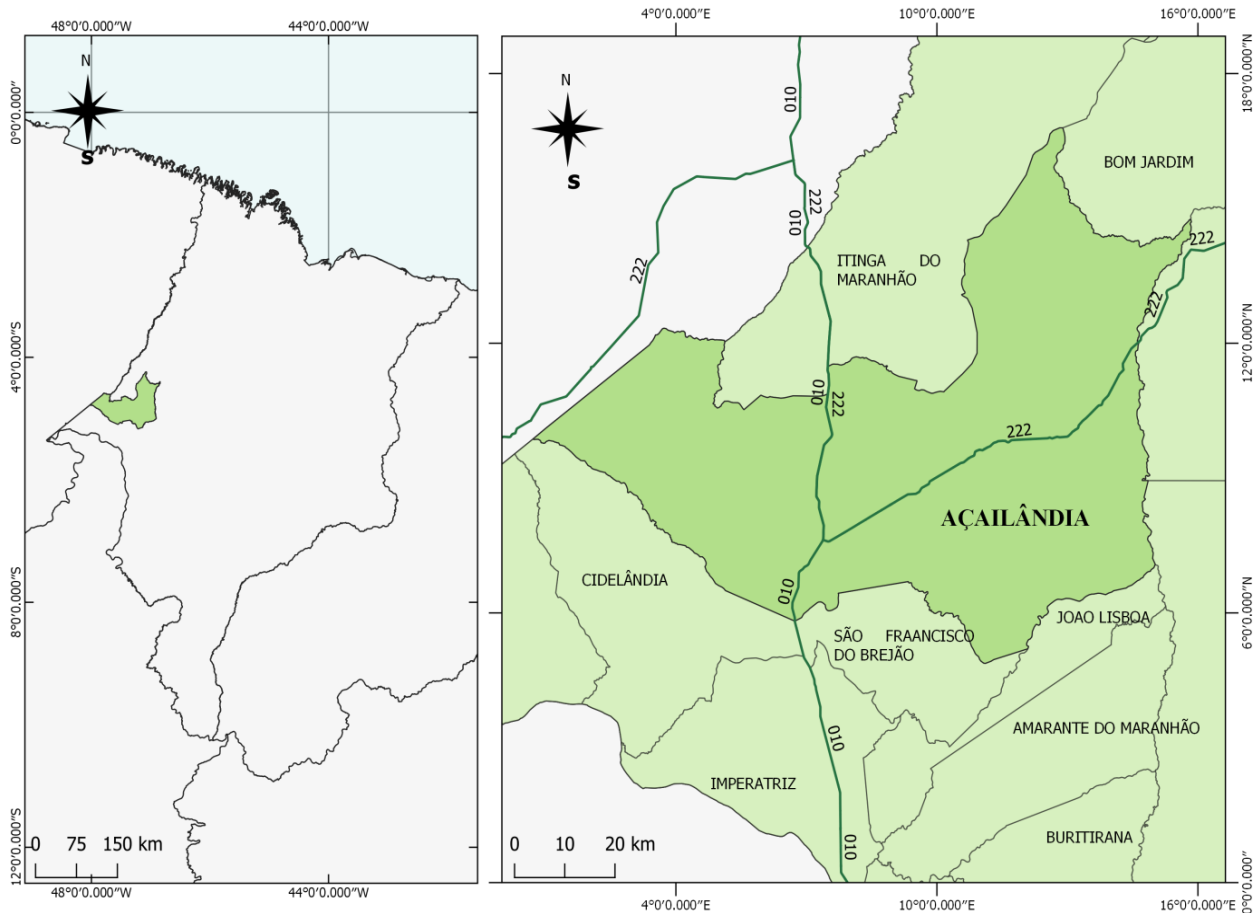 48°0'0.000"W
44°0'0.000"W
N
S
0°0'0.000"
4°0'0.000"S
8°0'0.000"S
12°0'0.000"S
0 75 150 km
48°0'0.000"W
44°0'0.000"W
4°0'0.000"E
10°0'0.000"E
16°0'0.000"E
N
S
010
222
010
222
BOM JARDIM
ITINGA DO
MARANHÃO
222
222
010
222
222
AÇAILÂNDIA
CIDELÂNDIA
010
SÃO FRAANCISCO
DO BREJÃO
JOAO LISBOA
AMARANTE DO MARANHÃO
010
IMPERATRIZ
BURITIRANA
010
0 10 20 km
18°0'0.000"N
12°0'0.000"N
6°0'0.000"N
0°0'0.000"
4°0'0.000"E
10°0'0.000"E
16°0'0.000"E